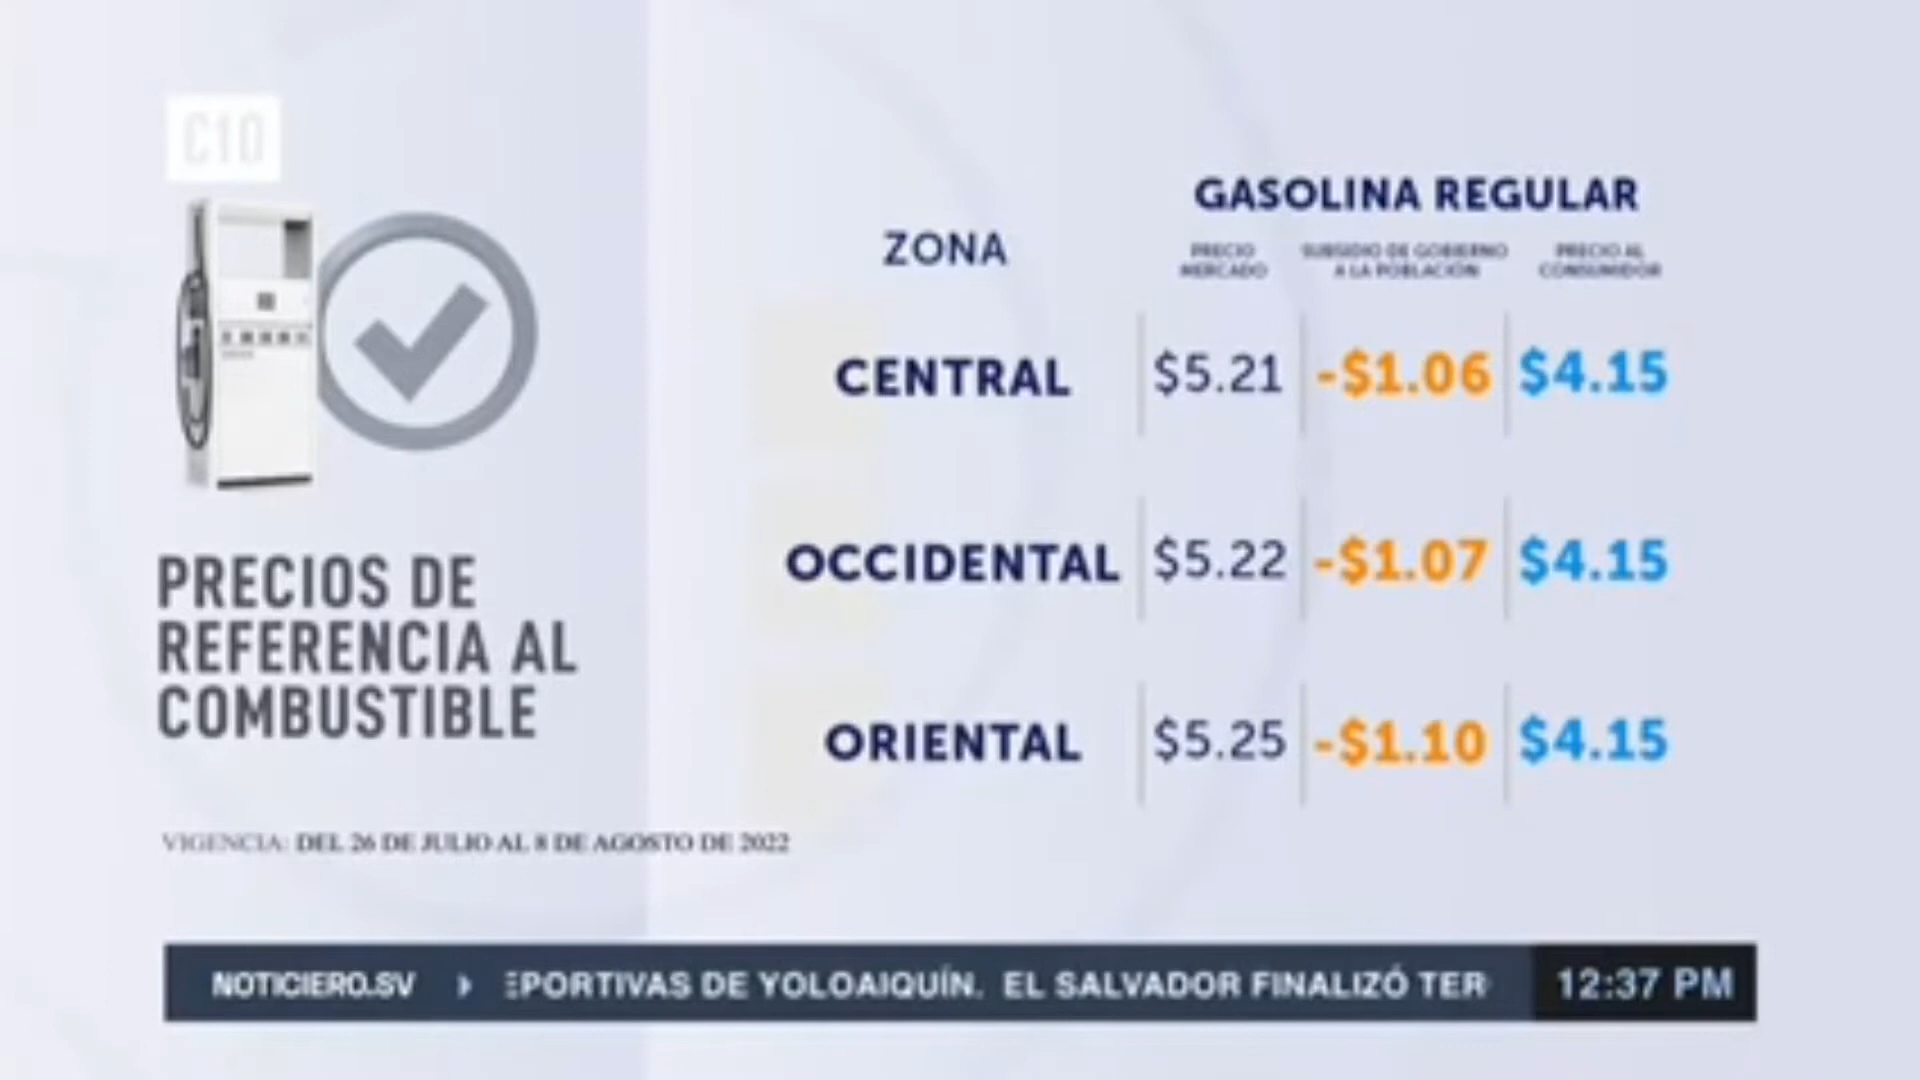 C10
PRECIOS DE
REFERENCIA AL
COMBUSTIBLE
VIGENCIA: DEL 26 DE JULIO AL 8 DE AGOSTO DE 2022
GASOLINA REGULAR
ZONA
PRECIO
MERCADO
SUBSIDIO DE GOBIERNO
A LA POBLACIÓN
PRECIO AL
CONSUMIDOR
CENTRAL $5.21 -$1.06 $4.15
OCCIDENTAL $5.22 -$1.07 $4.15
ORIENTAL $5.25 -$1.10 $4.15
NOTICIERO.SV EPORTIVAS DE YOLOAIQUÍN. EL SALVADOR FINALIZÓ TER 12:37 PM